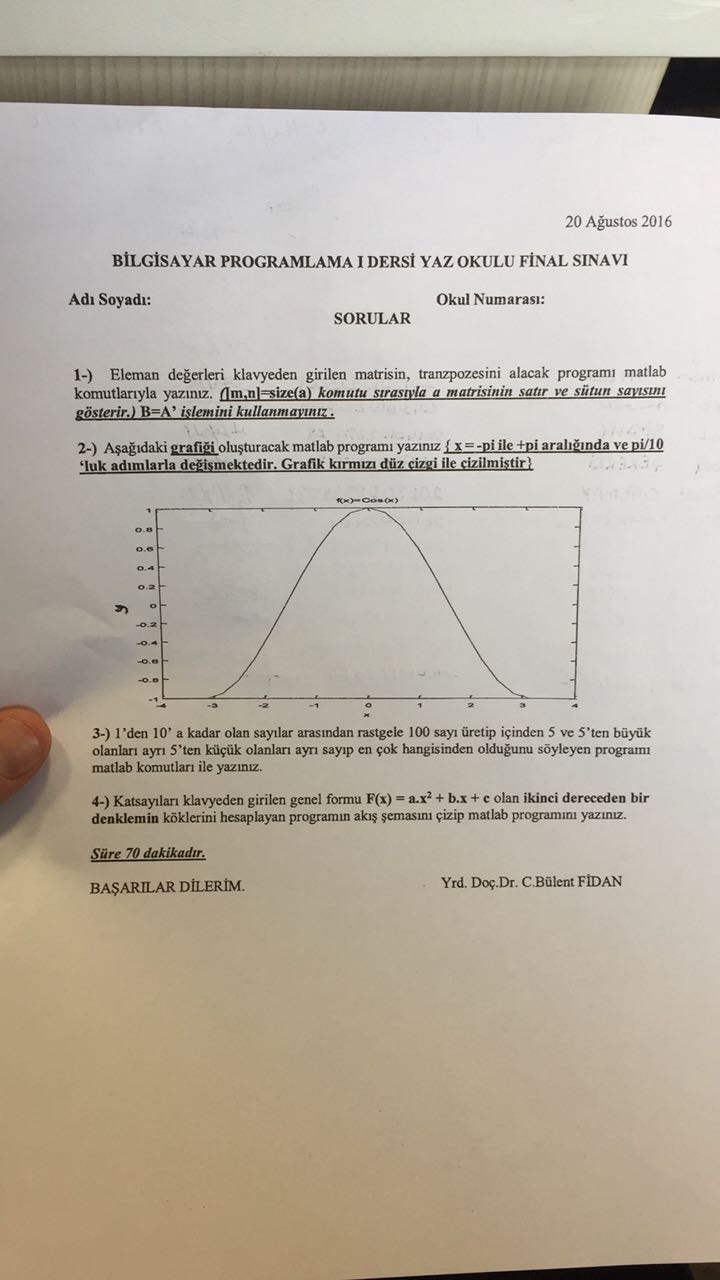 20 Ağustos 2016
BİLGİSAYAR PROGRAMLAMA I DERSİ YAZ OKULU FİNAL SINAVI
Adı Soyadı: Okul Numarası:
SORULAR
1-) Eleman değerleri klavyeden girilen matrisin, tranzpozesini alacak programı matlab
komutlarıyla yazınız. ([m,n]=size(a) komutu sırasıyla a matrisinin satır ve sütun sayısını
gösterir.) B=A’ işlemini kullanmayınız .
2-) Aşağıdaki grafiği oluşturacak matlab programı yazınız { x = -pi ile +pi aralığında ve pi/10
‘luk adımlarla değişmektedir. Grafik kırmızı düz çizgi ile çizilmiştir}
f(x)=Cos(x)
1
0.8
0.6
0.4
0.2
0
-0.2
-0.4
-0.6
-0.8
-1
y
-4 -3 -2 -1 0 1 2 3 4
x
3-) 1’den 10’ a kadar olan sayılar arasından rastgele 100 sayı üretip içinden 5 ve 5’ten büyük
olanları ayrı 5’ten küçük olanları ayrı sayıp en çok hangisinden olduğunu söyleyen programı
matlab komutları ile yazınız.
4-) Katsayıları klavyeden girilen genel formu F(x) = a.x² + b.x + c olan ikinci dereceden bir
denklemin köklerini hesaplayan programın akış şemasını çizip matlab programını yazınız.
Süre 70 dakikadır.
BAŞARILAR DİLERİM. Yrd. Doç.Dr. C.Bülent FİDAN